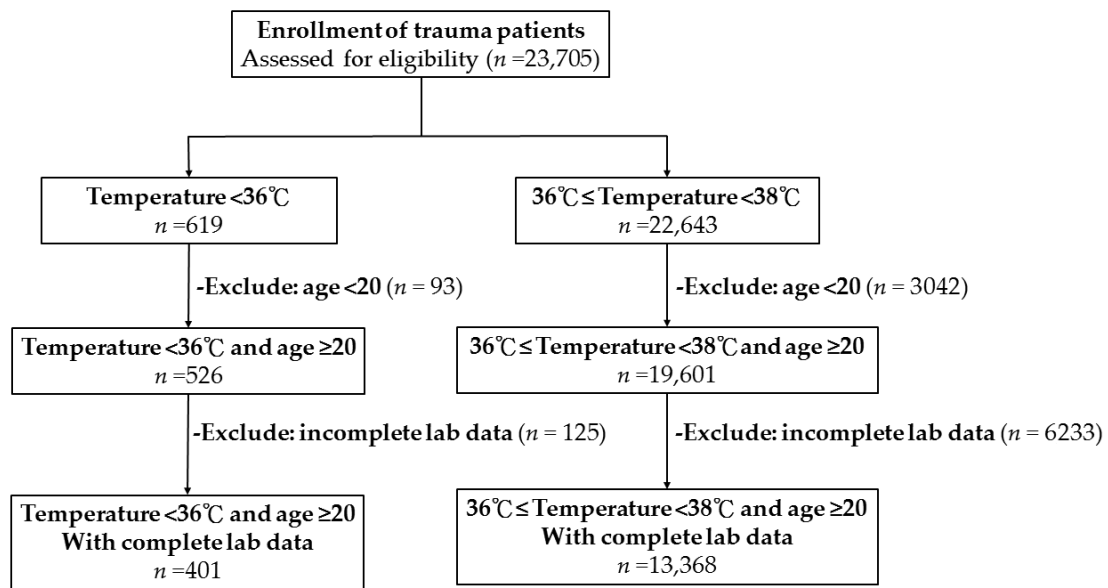 Enrollment of trauma patients
Assessed for eligibility (n =23,705)
Temperature <36℃
n =619
36℃ ≤ Temperature <38℃
n =22,643
-Exclude: age <20 (n = 93)
-Exclude: age <20 (n = 3042)
Temperature <36℃ and age ≥20
n =526
36℃ ≤ Temperature <38℃ and age ≥20
n =19,601
-Exclude: incomplete lab data (n = 125)
-Exclude: incomplete lab data (n = 6233)
Temperature <36℃ and age ≥20
With complete lab data
n =401
36℃ ≤ Temperature <38℃ and age ≥20
With complete lab data
n =13,368